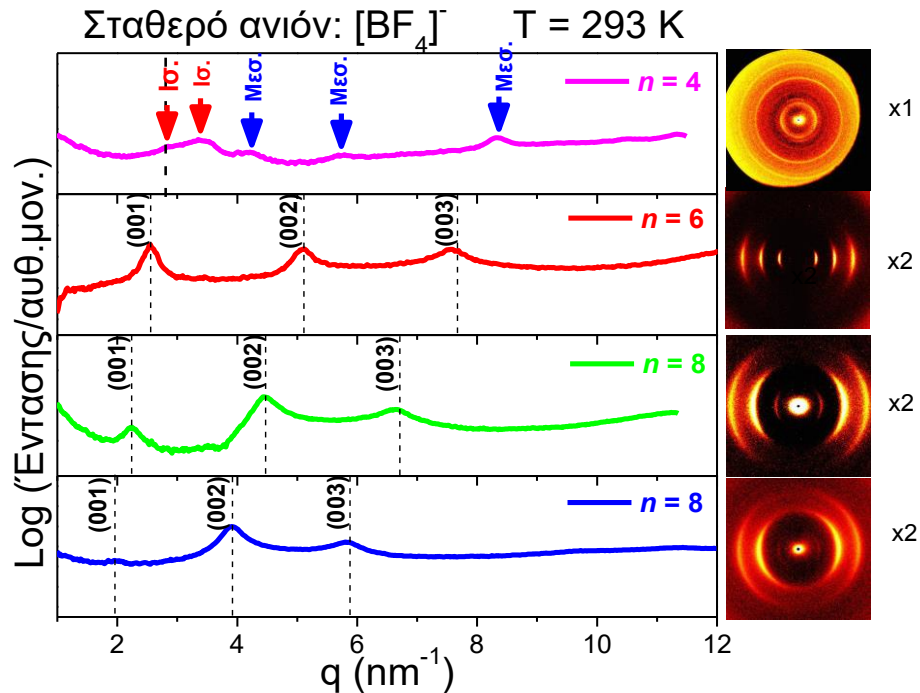 Σταθερό ανιόν: [BF₄]⁻ T = 293 K
Log (Έντασης/αυθ.μον.)
Ισ.
Ισ.
Μεσ.
Μεσ.
Μεσ.
n = 4
x1
(001)
(002)
(003)
n = 6
x2
x2
(001)
(002)
(003)
n = 8
x2
(001)
(002)
(003)
n = 8
x2
2 4 6 8 10 12
q (nm⁻¹)